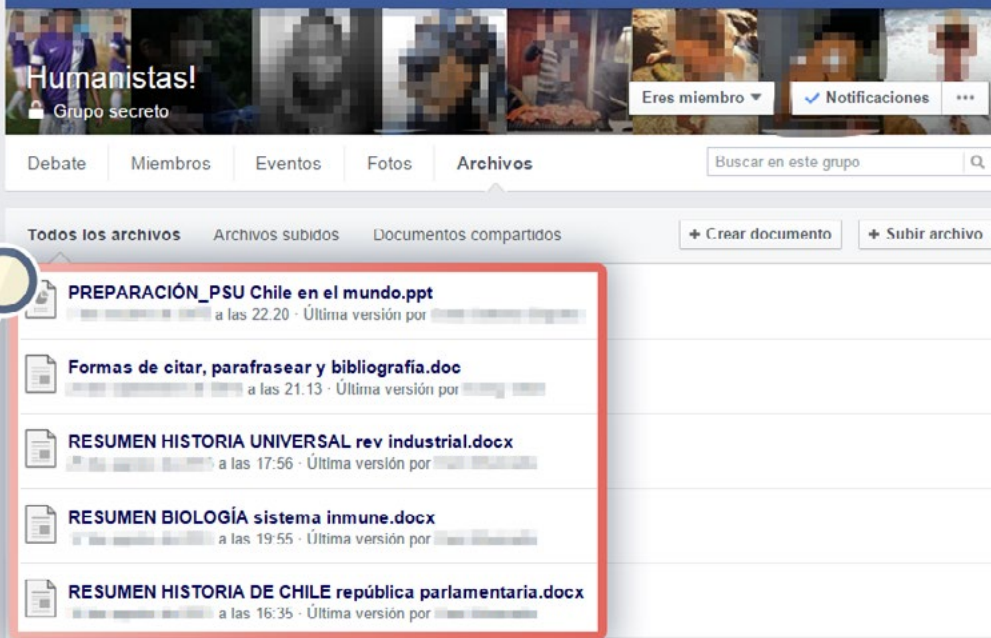 Humanistas!
Grupo secreto
Eres miembro
Notificaciones
Debate Miembros Eventos Fotos Archivos
Buscar en este grupo
Todos los archivos Archivos subidos Documentos compartidos + Crear documento + Subir archivo
PREPARACIÓN_PSU Chile en el mundo.ppt
a las 22.20 · Última versión por
Formas de citar, parafrasear y bibliografía.doc
a las 21.13 · Última versión por
RESUMEN HISTORIA UNIVERSAL rev industrial.docx
a las 17:56 · Última versión por
RESUMEN BIOLOGÍA sistema inmune.docx
a las 19:55 · Última versión por
RESUMEN HISTORIA DE CHILE república parlamentaria.docx
a las 16:35 · Última versión por